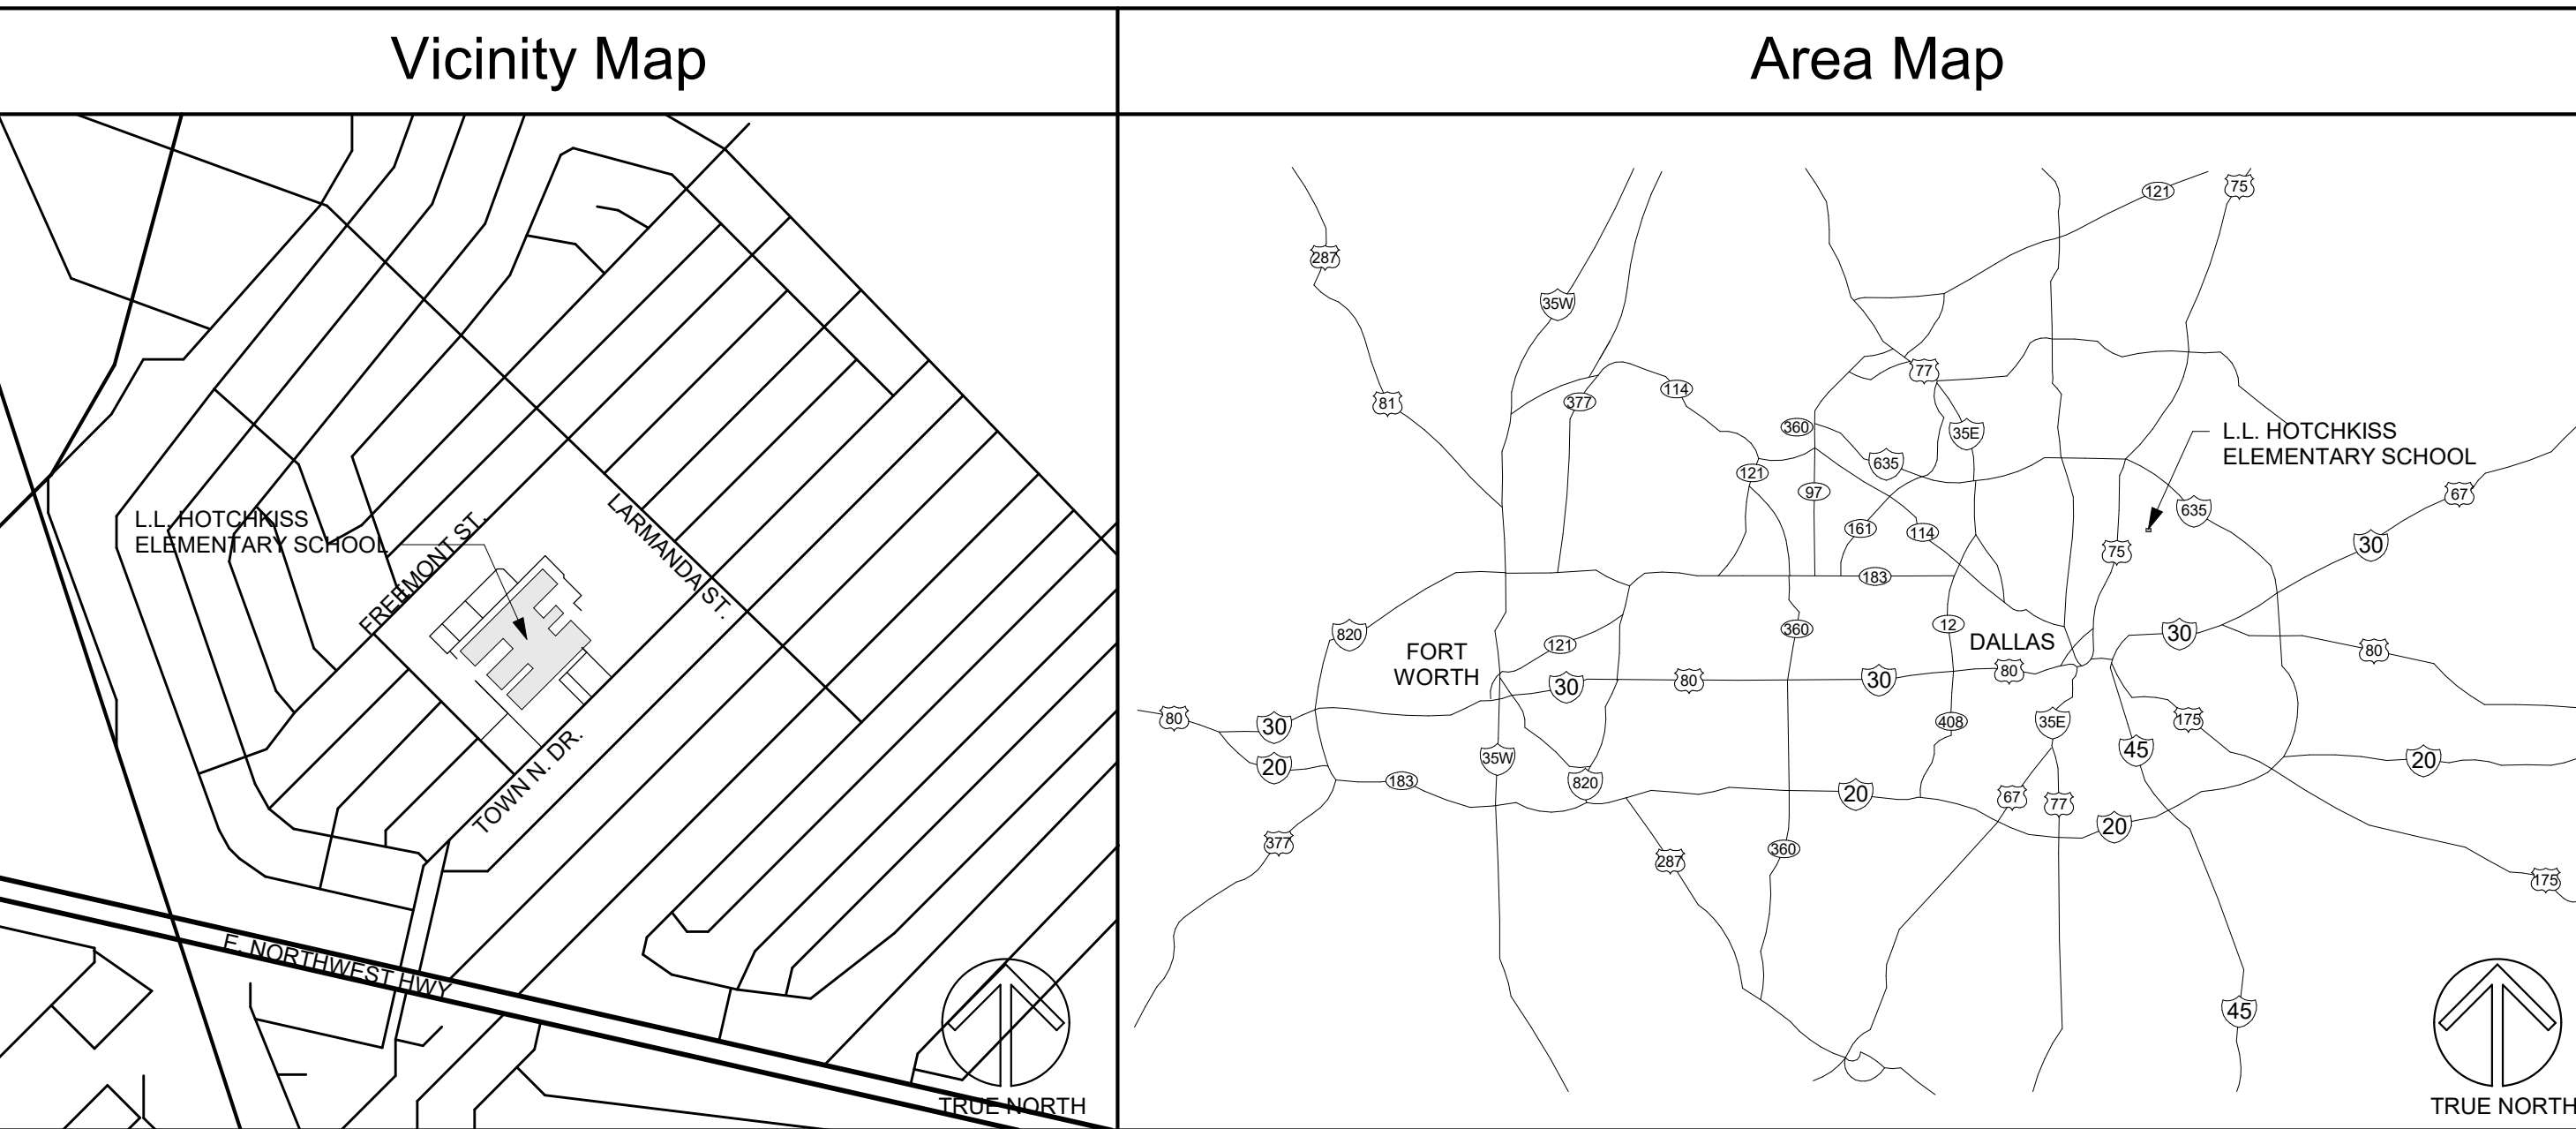 Vicinity Map
Area Map
L.L. HOTCHKISS
ELEMENTARY SCHOOL
FREEMONT ST.
LARMANDA ST.
TOWN N. DR.
E. NORTHWEST HWY
TRUE NORTH
121
75
287
35W
77
114
81
377
360
35E
L.L. HOTCHKISS
ELEMENTARY SCHOOL
635
121
97
67
635
161
114
30
75
183
820
360
12
FORT
WORTH
121
DALLAS
30
80
30
80
30
80
80
30
408
35E
175
35W
45
20
183
820
20
20
67
77
20
377
287
360
175
45
TRUE NORTH